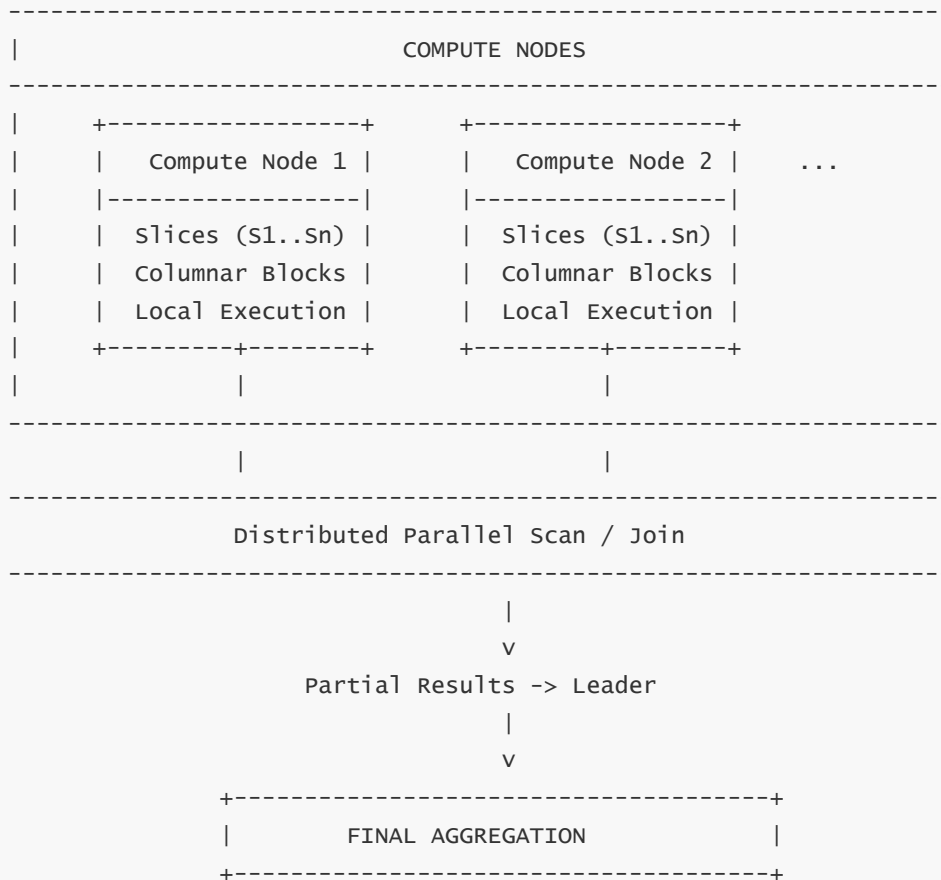 -----------------------------------------------------------------
|                           COMPUTE NODES
-----------------------------------------------------------------
|     +------------------+      +------------------+
|     |   Compute Node 1 |      |   Compute Node 2 |    ...
|     |------------------|      |------------------|
|     |  Slices (S1..Sn) |      |  Slices (S1..Sn) |
|     |  Columnar Blocks |      |  Columnar Blocks |
|     |  Local Execution |      |  Local Execution |
|     +---------+--------+      +---------+--------+
|               |                         |
-----------------------------------------------------------------
                |                         |
-----------------------------------------------------------------
                Distributed Parallel Scan / Join
-----------------------------------------------------------------
                                   |
                                   v
                     Partial Results -> Leader
                                   |
                                   v
               +--------------------------------------+
               |        FINAL AGGREGATION             |
               +--------------------------------------+